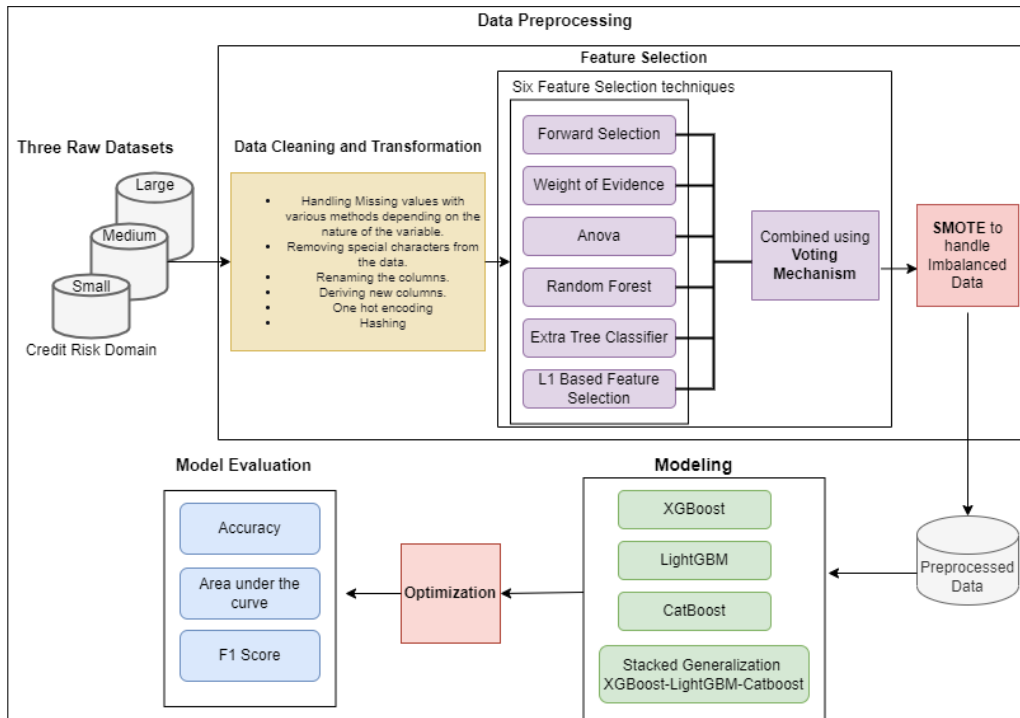 Data Preprocessing
Feature Selection
Six Feature Selection techniques
Three Raw Datasets
Large
Medium
Small
Credit Risk Domain
Data Cleaning and Transformation
• Handling Missing values with
various methods depending on the
nature of the variable.
• Removing special characters from
the data.
• Renaming the columns.
• Deriving new columns.
• One hot encoding
• Hashing
Forward Selection
Weight of Evidence
Anova
Random Forest
Extra Tree Classifier
L1 Based Feature
Selection
Combined using
Voting
Mechanism
SMOTE to
handle
Imbalanced
Data
Preprocessed
Data
Modeling
XGBoost
LightGBM
CatBoost
Stacked Generalization
XGBoost-LightGBM-Catboost
Optimization
Model Evaluation
Accuracy
Area under the
curve
F1 Score